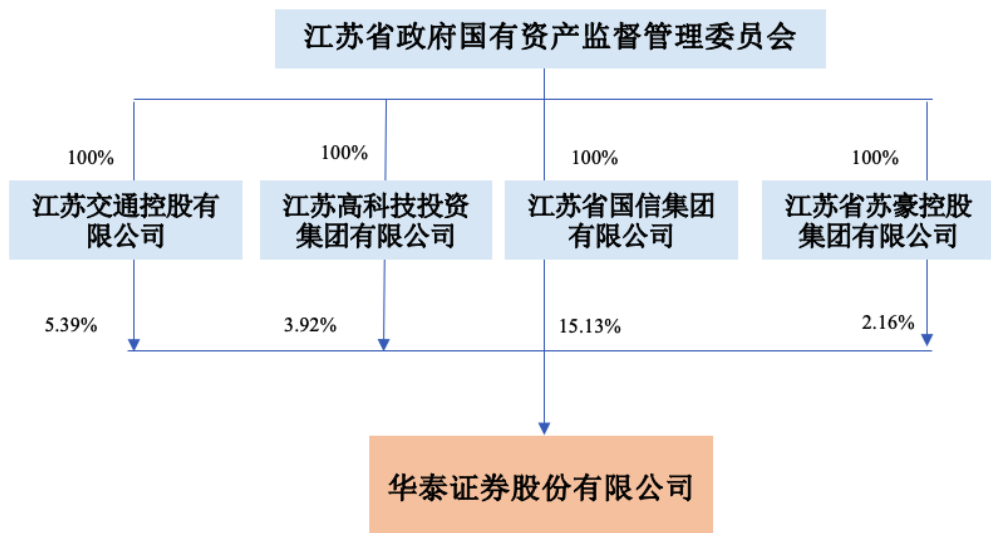 江苏省政府国有资产监督管理委员会
100%
100%
100%
100%
江苏交通控股有
限公司
江苏高科技投资
集团有限公司
江苏省国信集团
有限公司
江苏省苏豪控股
集团有限公司
5.39%
3.92%
15.13%
2.16%
华泰证券股份有限公司